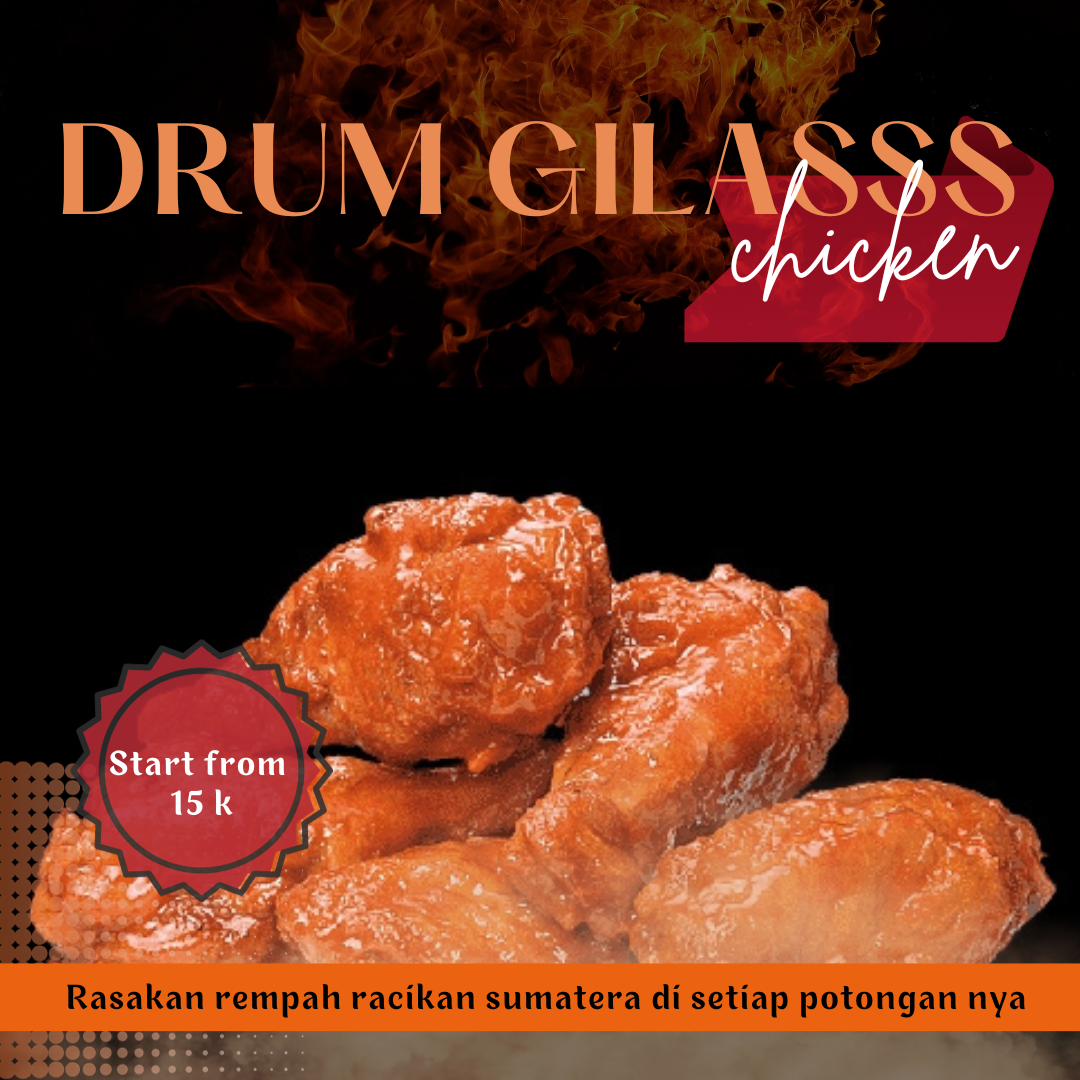 DRUM GILASSS
chicken
Start from
15 k
Rasakan rempah racikan sumatera di setiap potongan nya